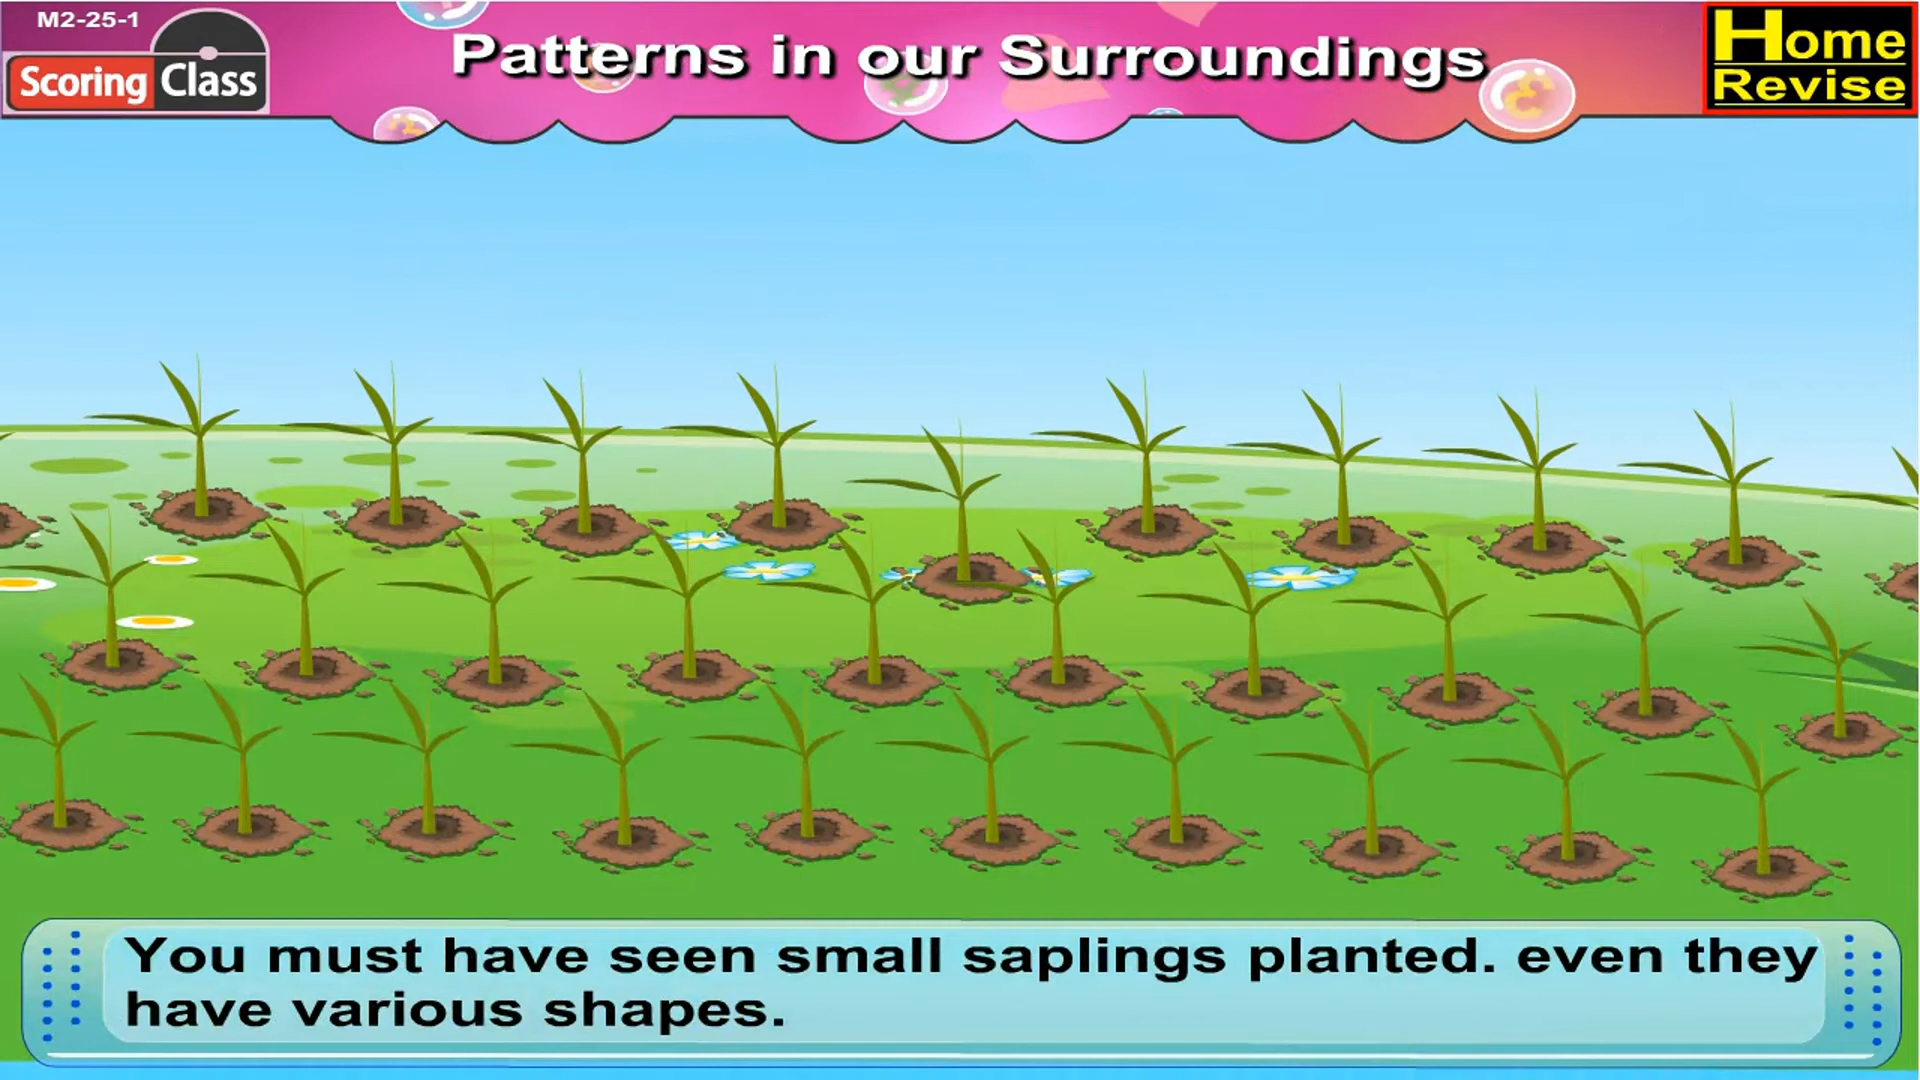 M2-25-1
Scoring Class
Patterns in our Surroundings
Home
Revise
You must have seen small saplings planted. even they
have various shapes.